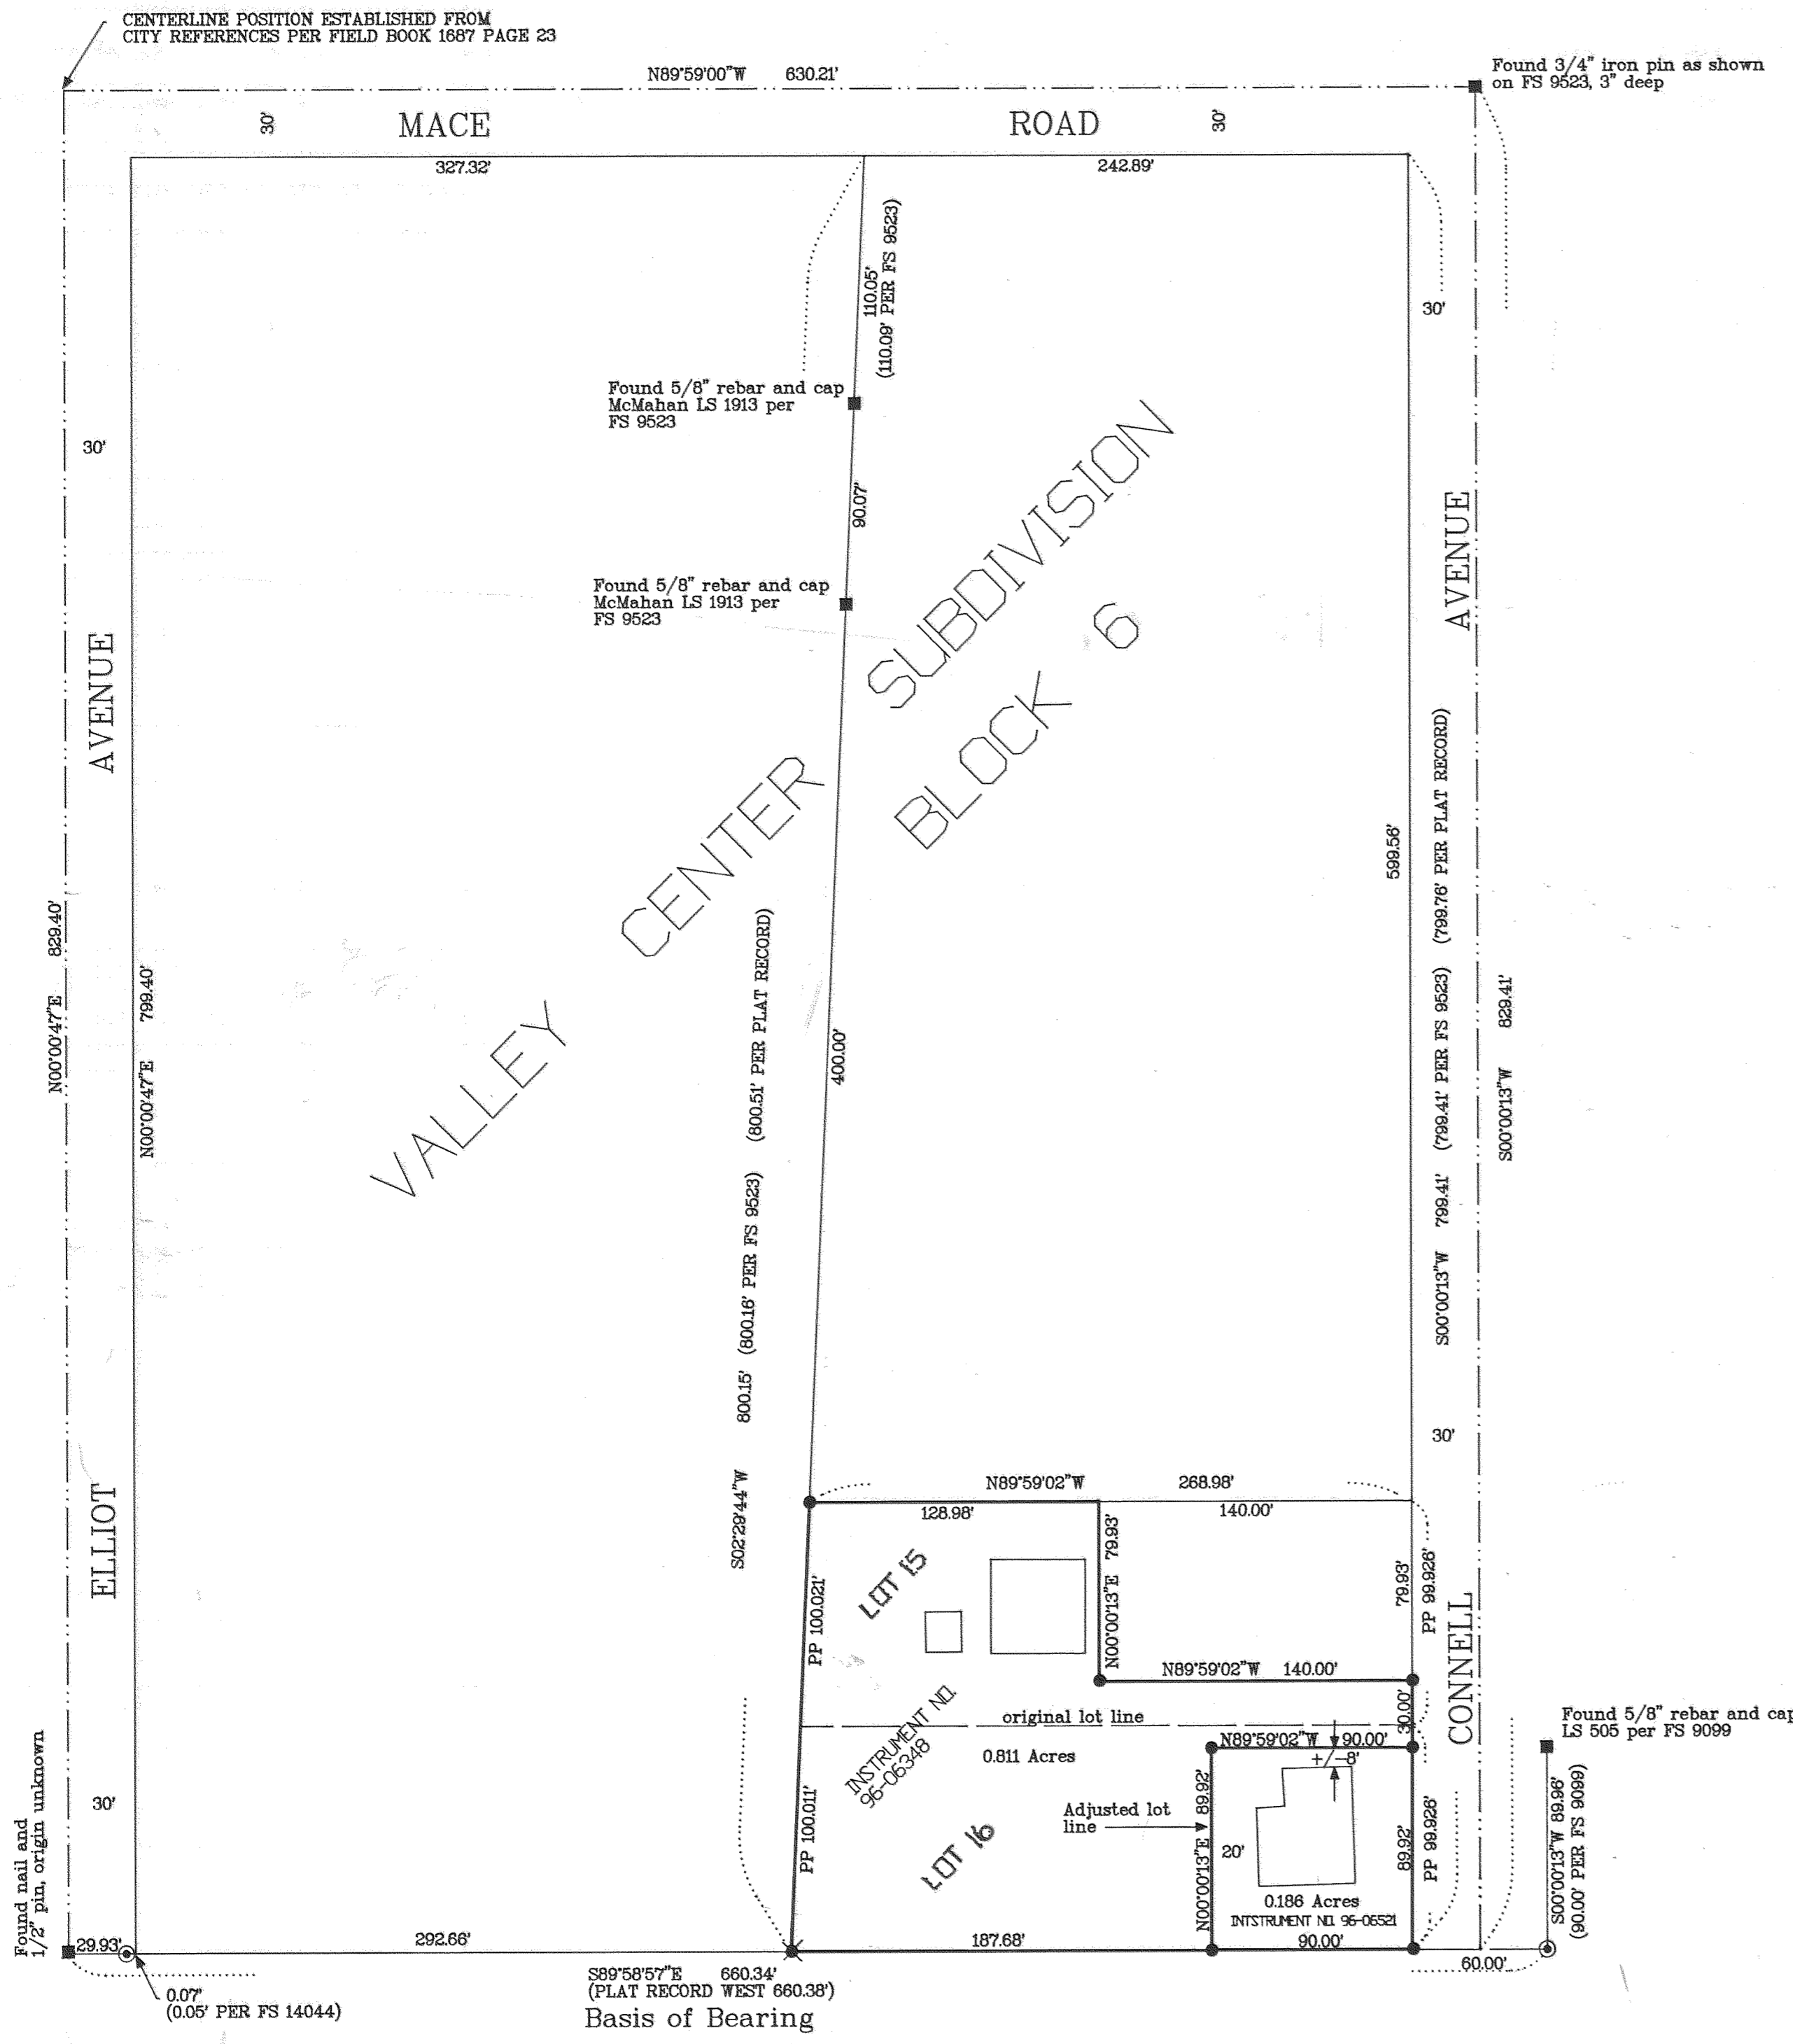 CENTERLINE POSITION ESTABLISHED FROM
CITY REFERENCES PER FIELD BOOK 1687 PAGE 23
N89°59'00"W 630.21'
Found 3/4" iron pin as shown
on FS 9523, 3" deep
30'
MACE ROAD
30'
327.32'
242.89'
110.05'
(110.09' PER FS 9523)
30'
Found 5/8" rebar and cap
McMahan LS 1913 per
FS 9523
30'
90.07'
Found 5/8" rebar and cap
McMahan LS 1913 per
FS 9523
VALLEY CENTER SUBDIVISION
BLOCK 6
ELLIOT AVENUE
CONNELL AVENUE
N00°00'47"E 829.40'
N00°00'47"E 799.40'
400.00'
S02°29'44"W 800.15' (800.16' PER FS 9523) (800.51' PER PLAT RECORD)
599.56'
S00°00'13"W 799.41' (799.41' PER FS 9523) (799.76' PER PLAT RECORD)
S00°00'13"W 829.41'
30'
N89°59'02"W 268.98'
128.98'
140.00'
LOT 15
PP 100.021'
N00°00'13"E 79.93'
79.93'
PP 99.926'
N89°59'02"W 140.00'
original lot line
30.00'
INSTRUMENT NO.
96-06348
0.811 Acres
N89°59'02"W 90.00'
+/-8'
Found 5/8" rebar and cap
LS 505 per FS 9099
PP 100.011'
Adjusted lot
line
N00°00'13"E 89.92'
20'
89.92'
PP 99.926'
S00°00'13"W 89.96'
(90.00' PER FS 9099)
LOT 16
0.186 Acres
INTSTRUMENT NO. 96-06521
30'
Found nail and
1/2" pin, origin unknown
29.93'
292.66'
187.68'
90.00'
60.00'
0.07'
(0.05' PER FS 14044)
S89°58'57"E 660.34'
(PLAT RECORD WEST 660.38')
Basis of Bearing